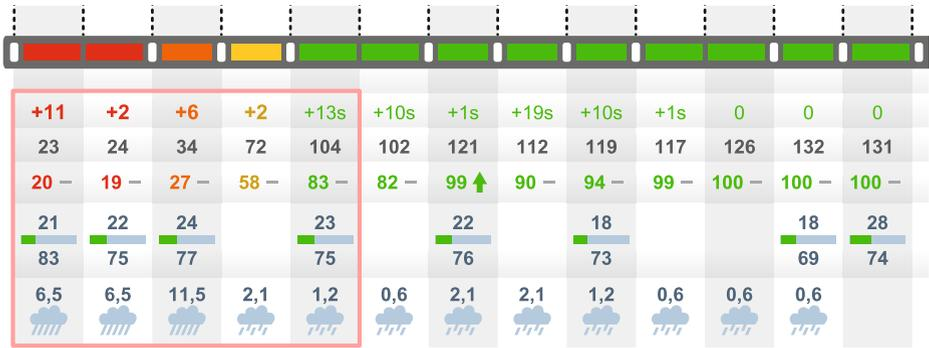 +11 +2 +6 +2 +13s +10s +1s +19s +10s +1s 0 0 0
23 24 34 72 104 102 121 112 119 117 126 132 131
20 19 27 58 83 82 99 90 94 99 100 100 100
21 22 24 23 22 18 18 28
83 75 77 75 76 73 69 74
6,5 6,5 11,5 2,1 1,2 0,6 2,1 2,1 1,2 0,6 0,6 0,6